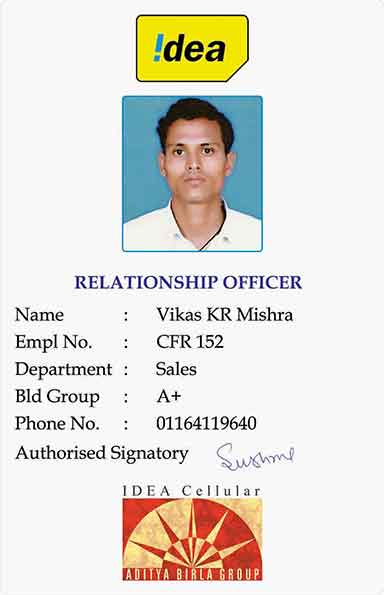 !dea
RELATIONSHIP OFFICER
Name : Vikas KR Mishra
Empl No. : CFR 152
Department : Sales
Bld Group : A+
Phone No. : 01164119640
Authorised Signatory Sushma
IDEA Cellular
ADITYA BIRLA GROUP